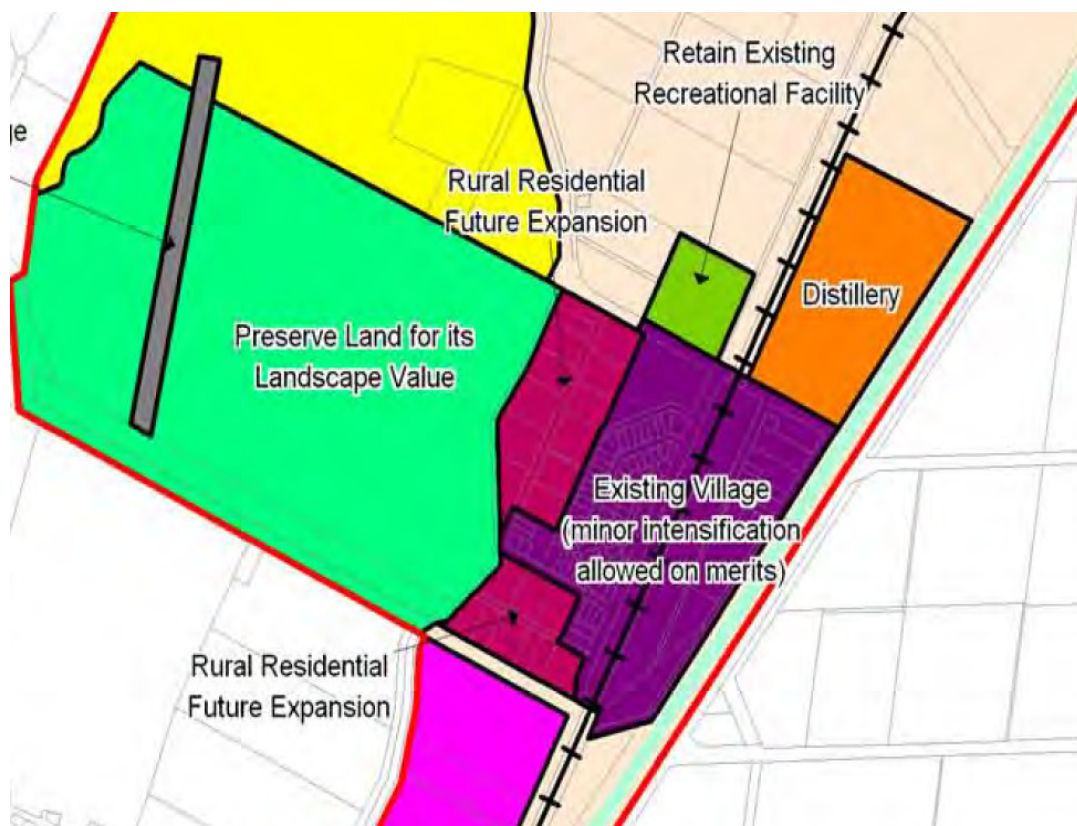 Retain Existing
Recreational Facility
Rural Residential
Future Expansion
Distillery
Preserve Land for its
Landscape Value
Existing Village
(minor intensification
allowed on merits)
Rural Residential
Future Expansion